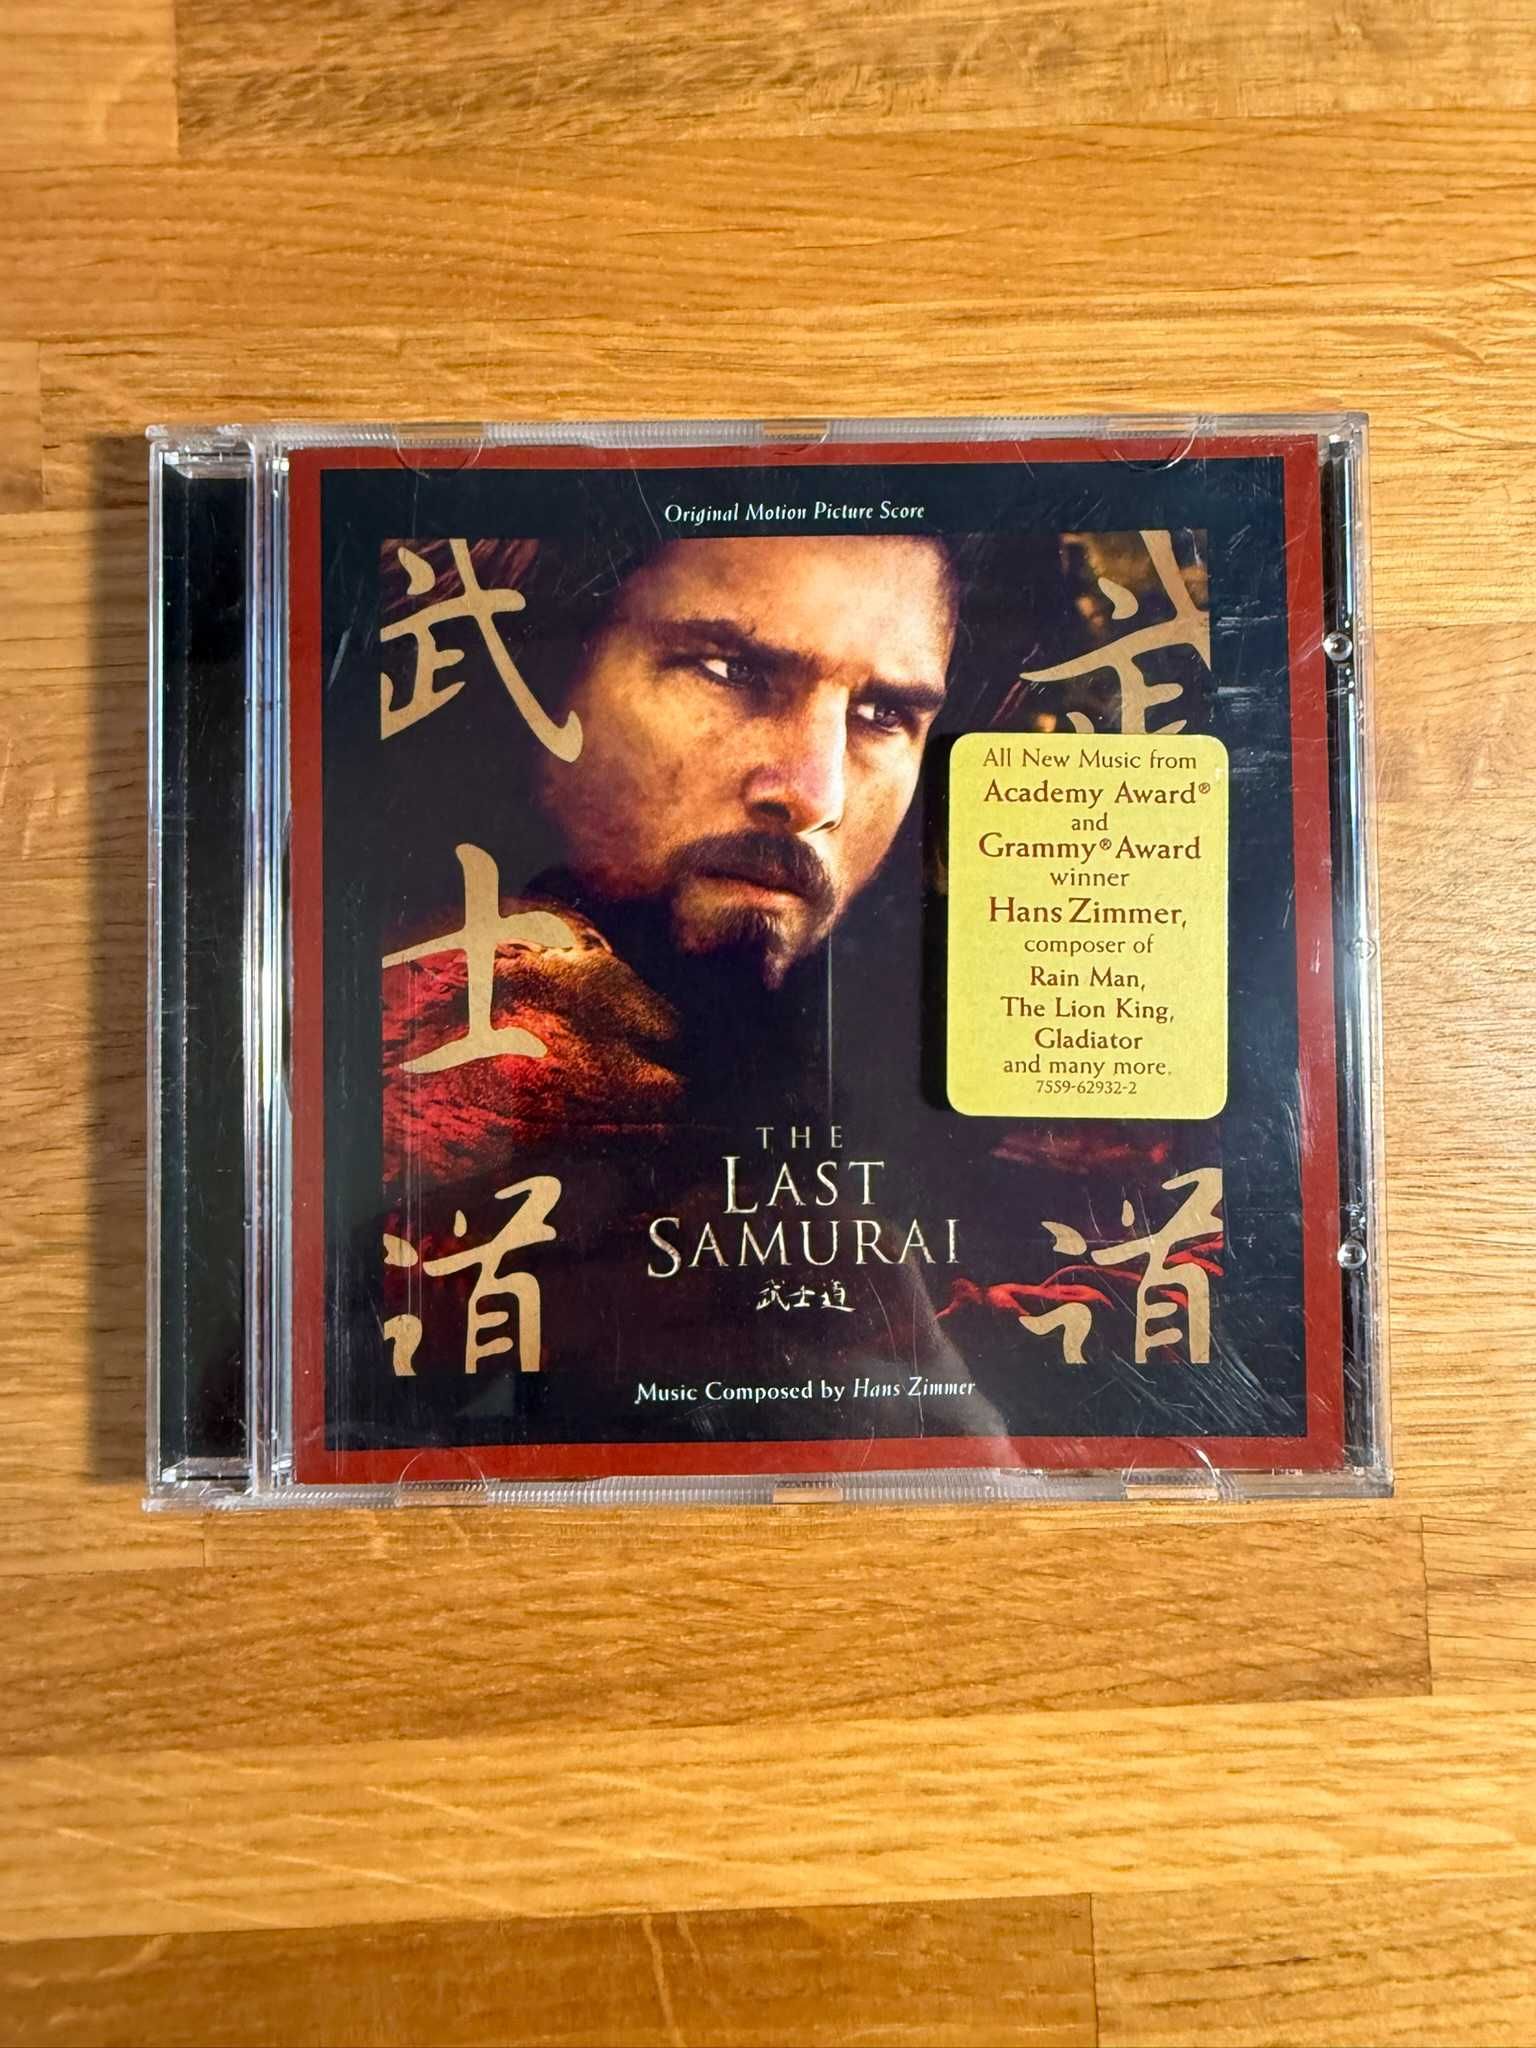 Original Motion Picture Score
武
士
道
武
道
All New Music from
Academy Award®
and
Grammy® Award
winner
Hans Zimmer,
composer of
Rain Man,
The Lion King,
Gladiator
and many more.
7559-62932-2
THE
LAST
SAMURAI
武士道
Music Composed by Hans Zimmer